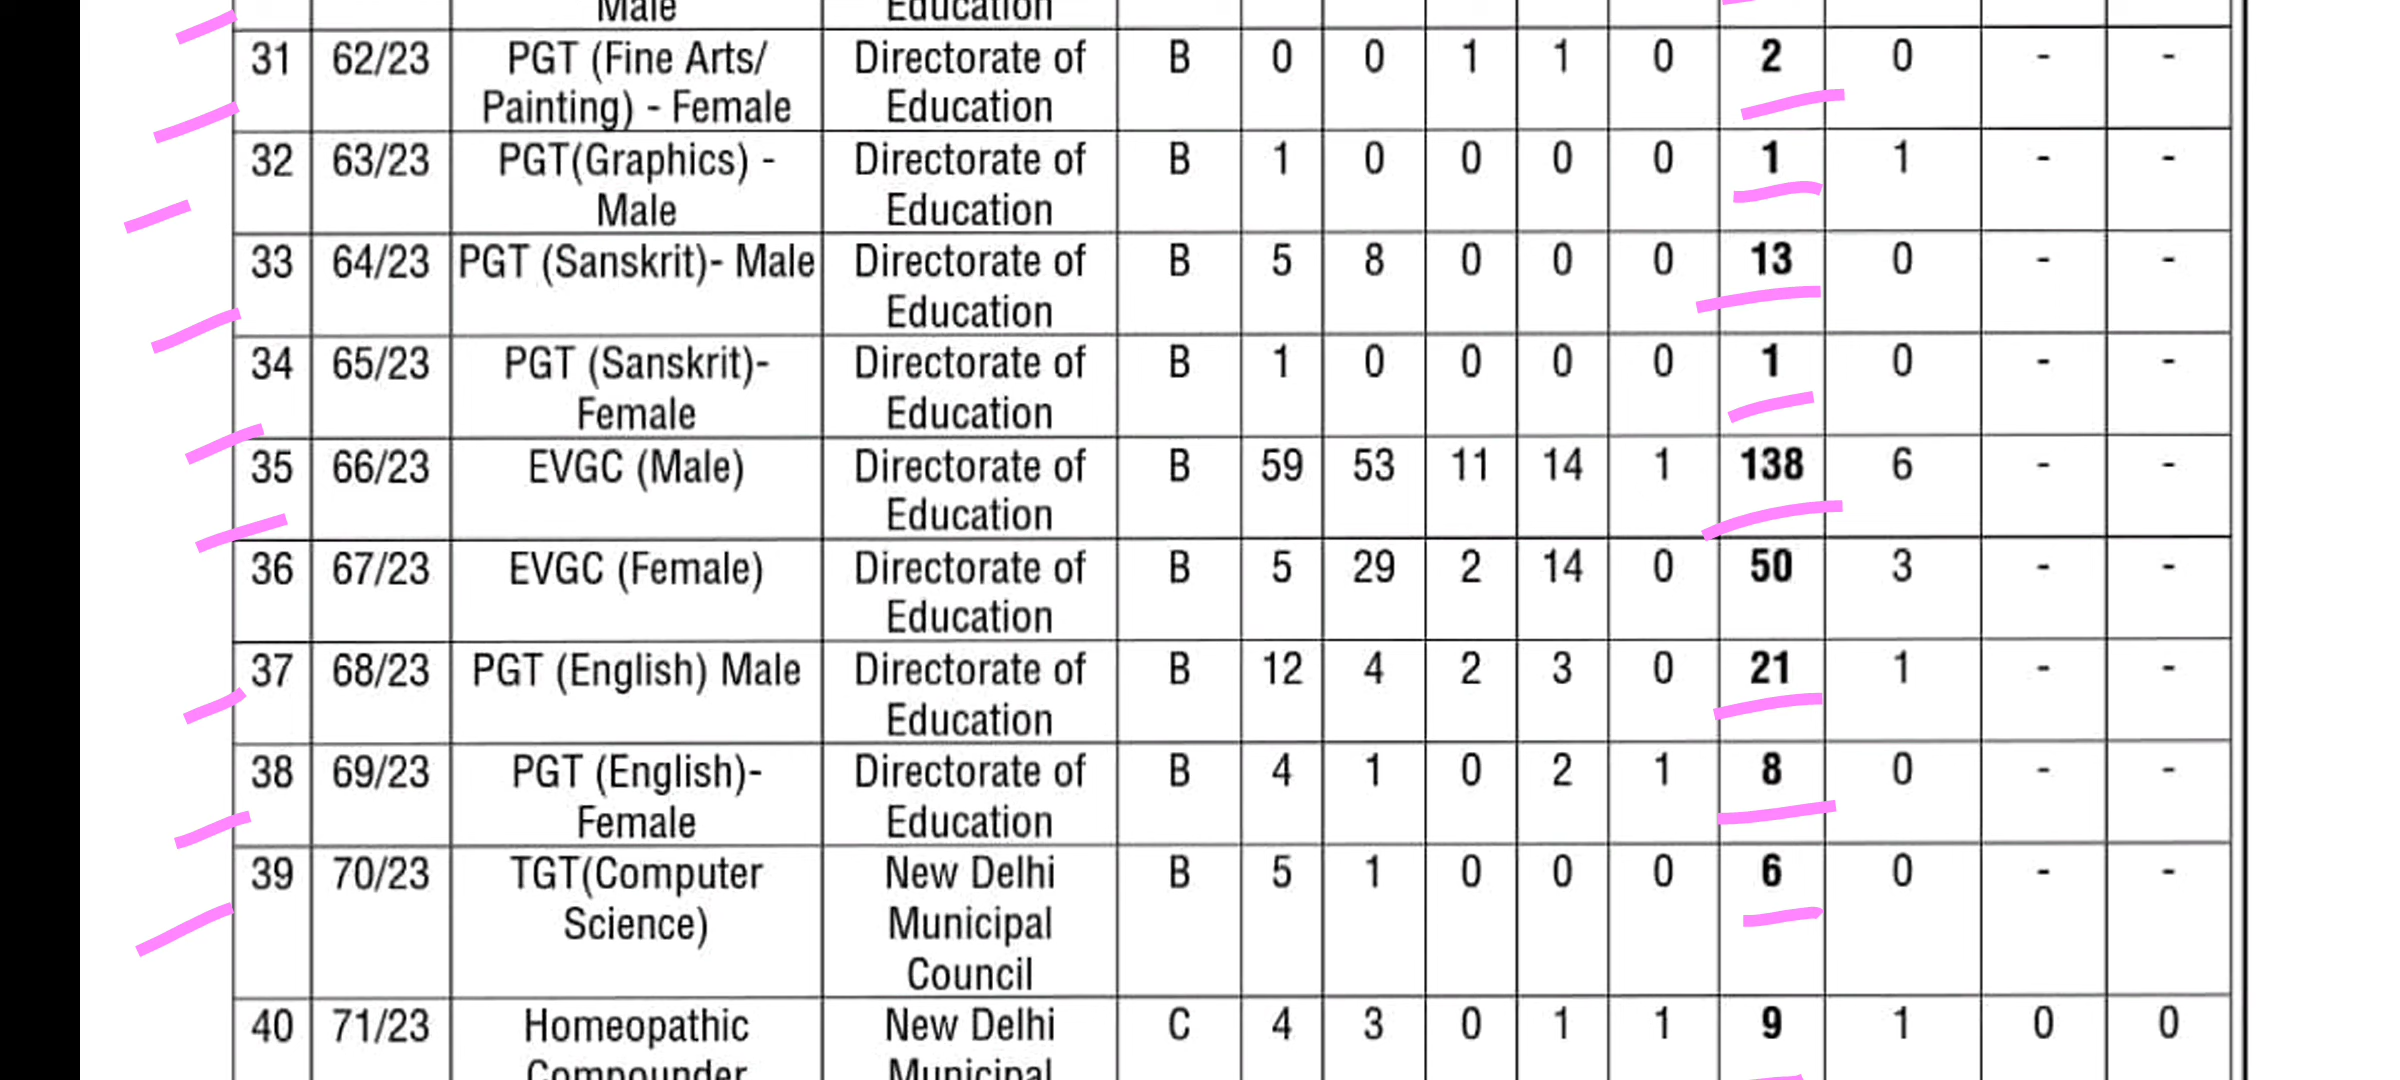 Male Education
31 62/23 PGT (Fine Arts/ Directorate of B 0 0 1 1 0 2 0 - -
Painting) - Female Education
32 63/23 PGT(Graphics) - Directorate of B 1 0 0 0 0 1 1 - -
Male Education
33 64/23 PGT (Sanskrit)- Male Directorate of B 5 8 0 0 0 13 0 - -
Education
34 65/23 PGT (Sanskrit)- Directorate of B 1 0 0 0 0 1 0 - -
Female Education
35 66/23 EVGC (Male) Directorate of B 59 53 11 14 1 138 6 - -
Education
36 67/23 EVGC (Female) Directorate of B 5 29 2 14 0 50 3 - -
Education
37 68/23 PGT (English) Male Directorate of B 12 4 2 3 0 21 1 - -
Education
38 69/23 PGT (English)- Directorate of B 4 1 0 2 1 8 0 - -
Female Education
39 70/23 TGT(Computer New Delhi B 5 1 0 0 0 6 0 - -
Science) Municipal
Council
40 71/23 Homeopathic New Delhi C 4 3 0 1 1 9 1 0 0
Compounder Municipal